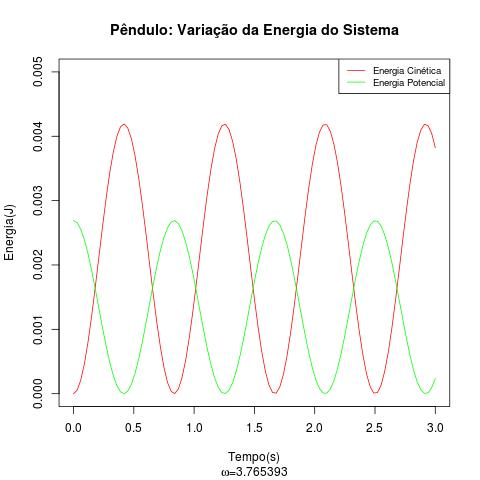 Pêndulo: Variação da Energia do Sistema
Energia Cinética
Energia Potencial
0.005
0.004
0.003
0.002
0.001
0.000
Energia(J)
0.0 0.5 1.0 1.5 2.0 2.5 3.0
Tempo(s)
ω=3.765393